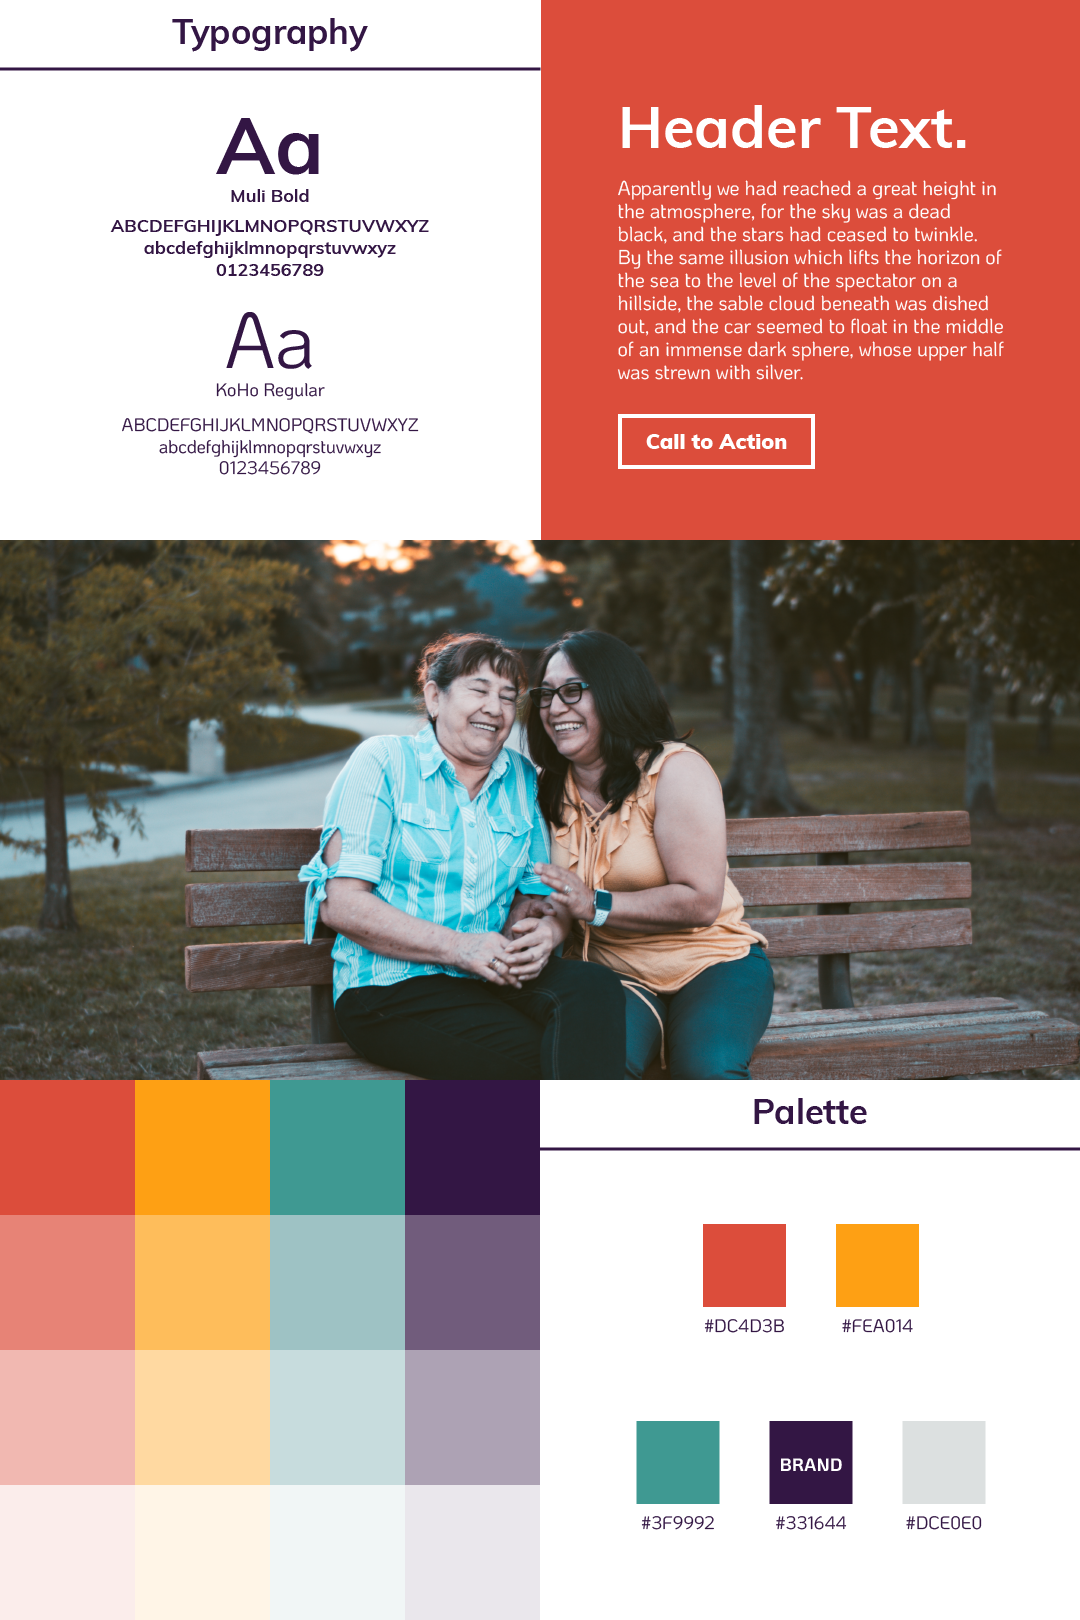 Typography
Aa
Muli Bold
ABCDEFGHIJKLMNOPQRSTUVWXYZ
abcdefghijklmnopqrstuvwxyz
0123456789
Aa
KoHo Regular
ABCDEFGHIJKLMNOPQRSTUVWXYZ
abcdefghijklmnopqrstuvwxyz
0123456789
Header Text.
Apparently we had reached a great height in
the atmosphere, for the sky was a dead
black, and the stars had ceased to twinkle.
By the same illusion which lifts the horizon of
the sea to the level of the spectator on a
hillside, the sable cloud beneath was dished
out, and the car seemed to float in the middle
of an immense dark sphere, whose upper half
was strewn with silver.
Call to Action
Palette
#DC4D3B
#FEA014
#3F9992
BRAND
#331644
#DCE0E0